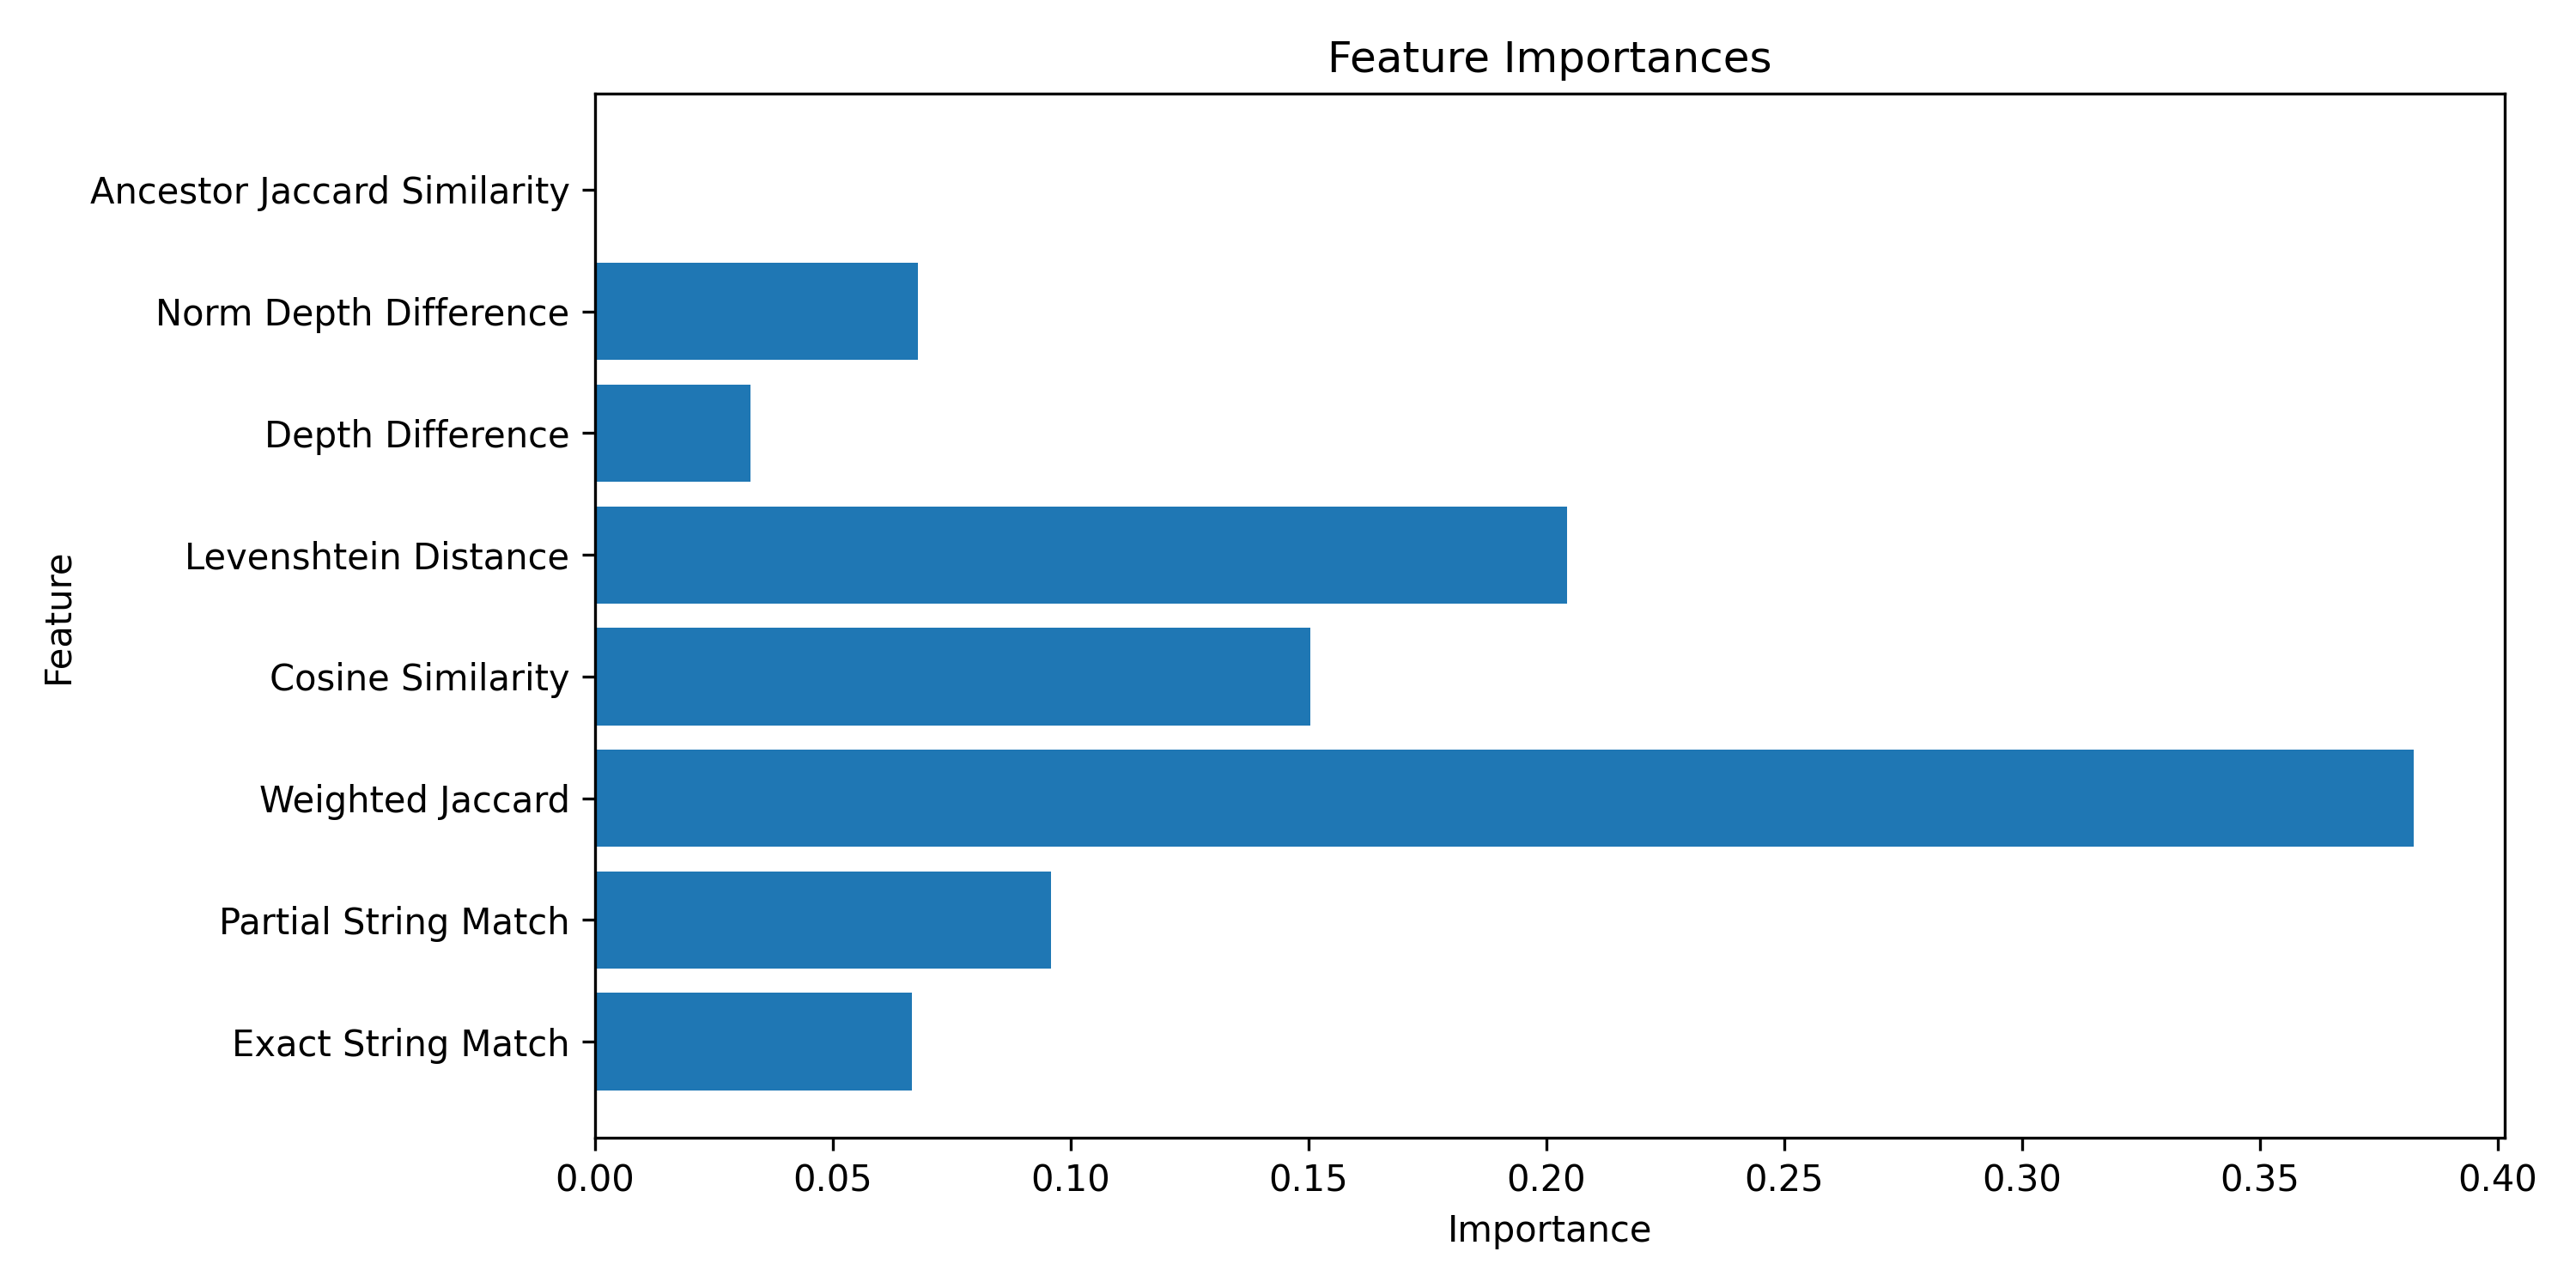 Feature Importances
Ancestor Jaccard Similarity
Norm Depth Difference
Depth Difference
Levenshtein Distance
Cosine Similarity
Weighted Jaccard
Partial String Match
Exact String Match
Feature
0.00 0.05 0.10 0.15 0.20 0.25 0.30 0.35 0.40
Importance